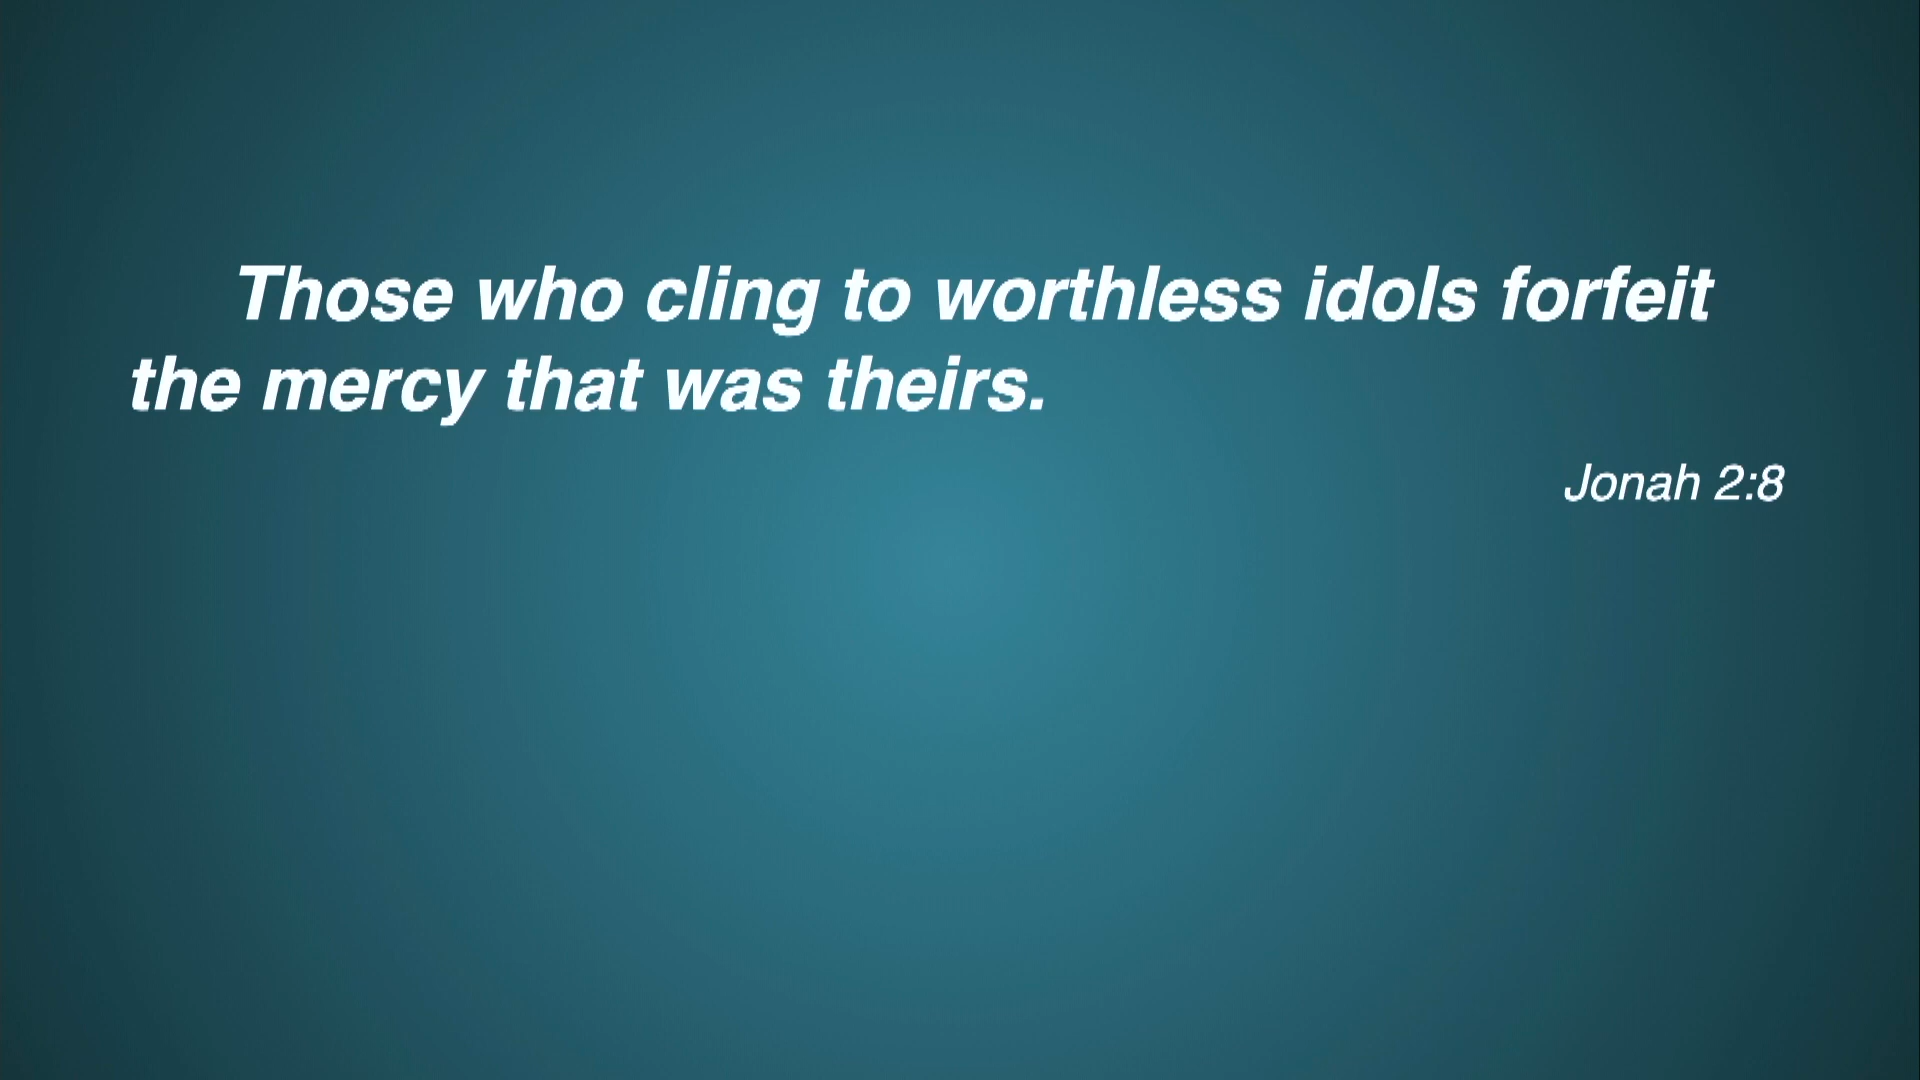 Those who cling to worthless idols forfeit
the mercy that was theirs.
Jonah 2:8